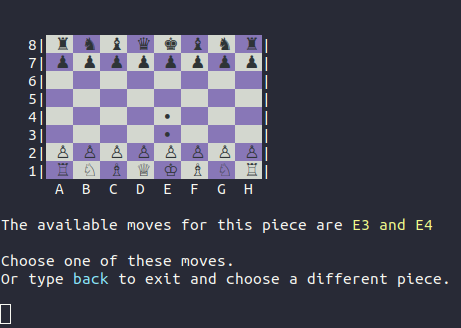 8|♜♞♝♛♚♝♞♜|
7|♟♟♟♟♟♟♟♟|
6| |
5| |
4| • |
3| • |
2|♙♙♙♙♙♙♙♙|
1|♖♘♗♕♔♗♘♖|
A B C D E F G H
The available moves for this piece are E3 and E4
Choose one of these moves.
Or type back to exit and choose a different piece.